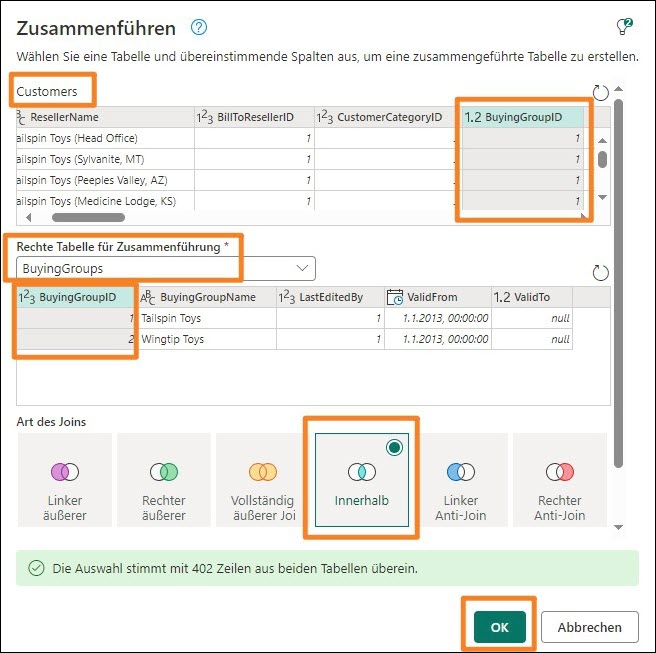 Zusammenführen
Wählen Sie eine Tabelle und übereinstimmende Spalten aus, um eine zusammengeführte Tabelle zu erstellen.
Customers
ResellerName 1²3 BillToResellerID 1²3 CustomerCategoryID 1.2 BuyingGroupID
ailspin Toys (Head Office) 1 1
ailspin Toys (Sylvanite, MT) 1 1
ailspin Toys (Peeples Valley, AZ) 1 1
ailspin Toys (Medicine Lodge, KS) 1 1
Rechte Tabelle für Zusammenführung *
BuyingGroups
1²3 BuyingGroupID BuyingGroupName 1²3 LastEditedBy ValidFrom 1.2 ValidTo
1 Tailspin Toys 1 1.1.2013, 00:00:00 null
2 Wingtip Toys 1 1.1.2013, 00:00:00 null
Art des Joins
Linker äußerer
Rechter äußerer
Vollständig äußerer Joi
Innerhalb
Linker Anti-Join
Rechter Anti-Join
Die Auswahl stimmt mit 402 Zeilen aus beiden Tabellen überein.
OK Abbrechen